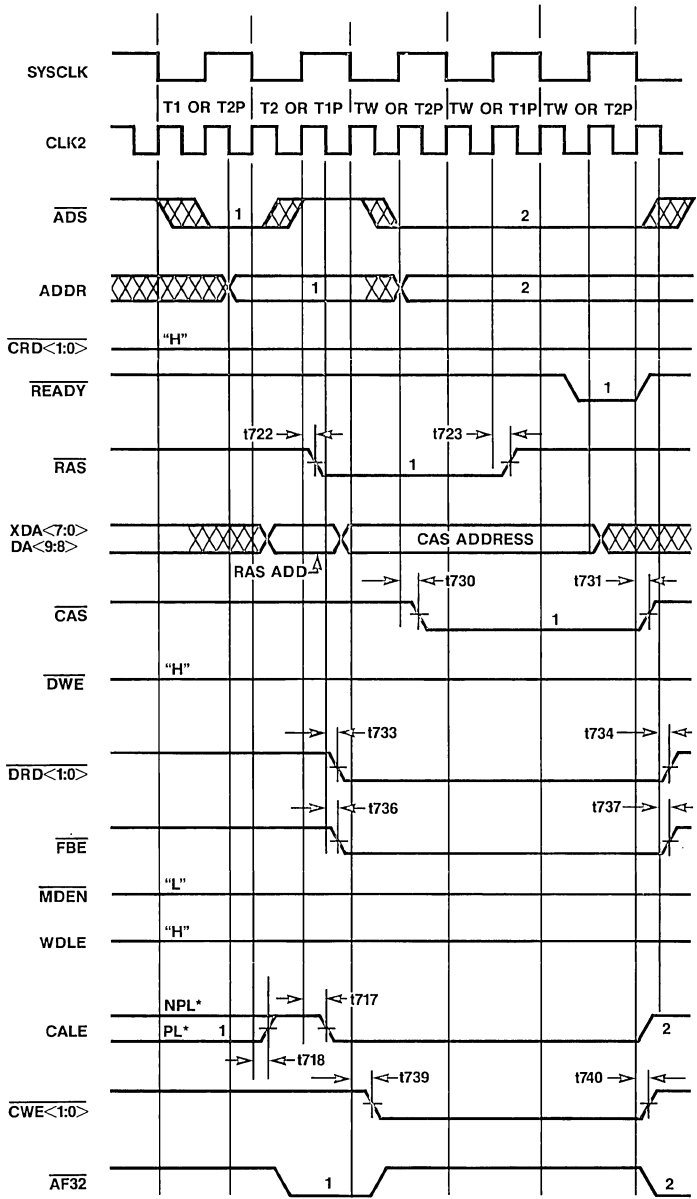 SYSCLK
T1 OR T2P T2 OR T1P TW OR T2P TW OR T1P TW OR T2P
CLK2
ADS 1 2
ADDR 1 2
CRD<1:0> "H"
READY 1
t722 t723
RAS 1
XDA<7:0>
DA<9:8> CAS ADDRESS
RAS ADD
t730 t731
CAS 1
DWE "H"
t733 t734
DRD<1:0>
t736 t737
FBE
MDEN "L"
WDLE "H"
NPL* t717
CALE PL* 1 2
t718
t739 t740
CWE<1:0>
AF32 1 2